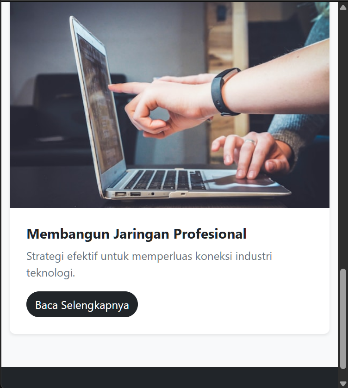 Membangun Jaringan Profesional
Strategi efektif untuk memperluas koneksi industri
teknologi.
Baca Selengkapnya